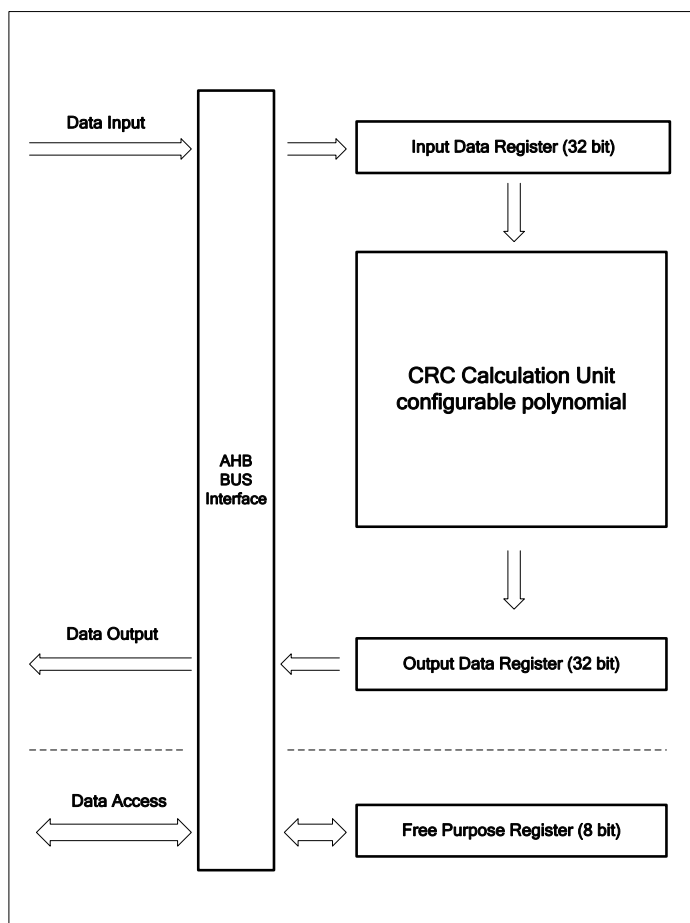 Data Input
Input Data Register (32 bit)
CRC Calculation Unit
configurable polynomial
AHB
BUS
Interface
Data Output
Output Data Register (32 bit)
Data Access
Free Purpose Register (8 bit)